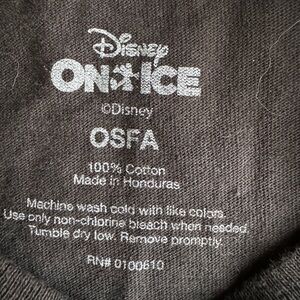 Disney
ON ICE
©Disney
OSFA
100% Cotton
Made in Honduras
Machine wash cold with like colors.
Use only non-chlorine bleach when needed.
Tumble dry low. Remove promptly.
RN# 0100610